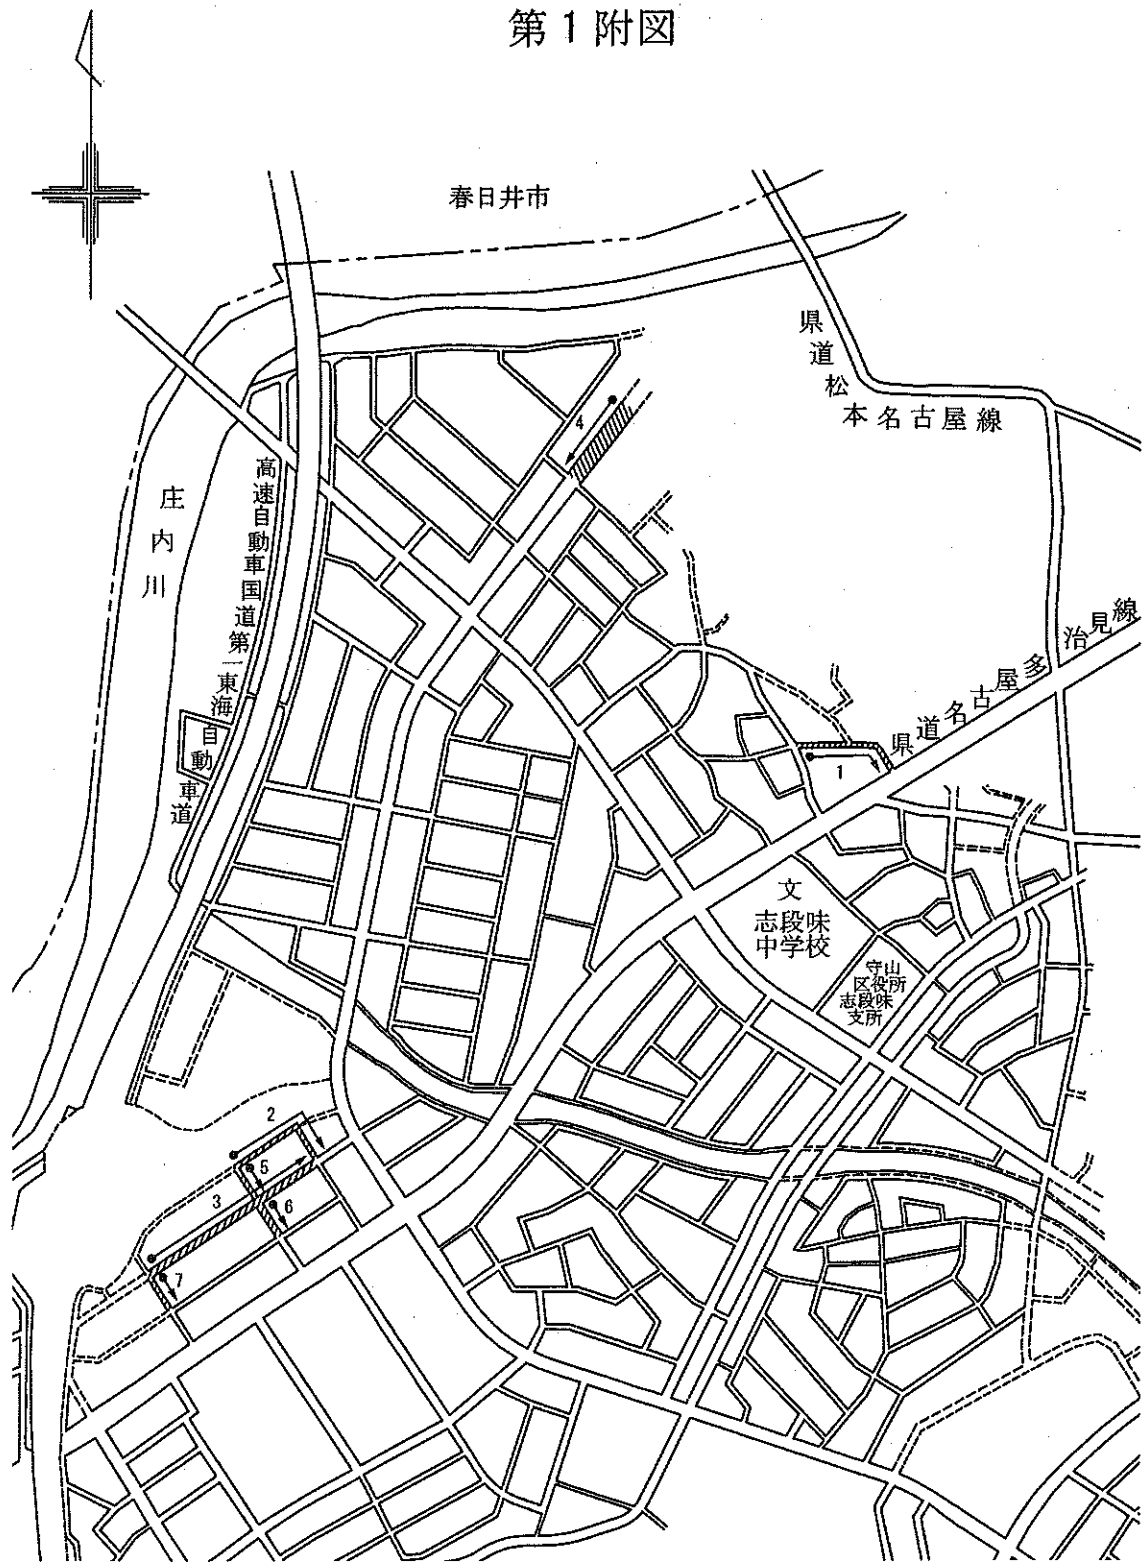 第1附図
春日井市
県道松本名古屋線
4
庄内川
高速自動車国道第一東海自動車道
県道名古屋多治見線
1
文
志段味
中学校
守山
区役所
志段味
支所
2
5
3
6
7